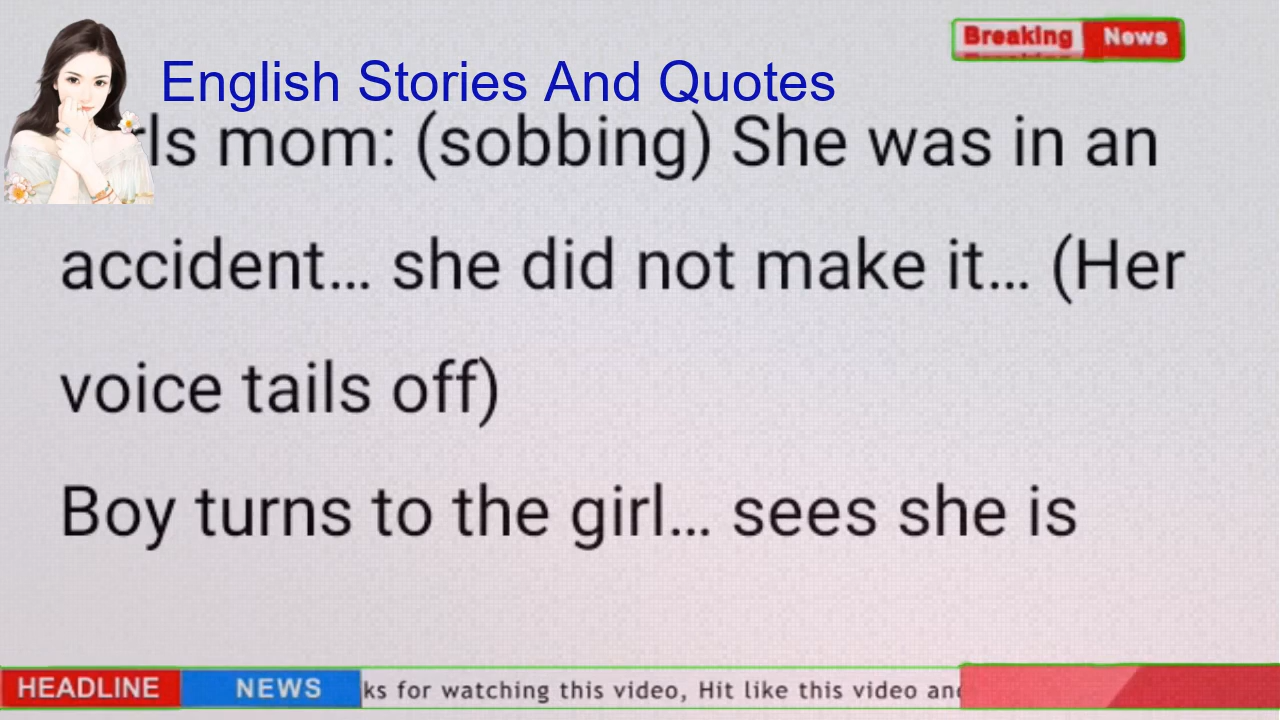 Breaking News
English Stories And Quotes
rls mom: (sobbing) She was in an
accident... she did not make it... (Her
voice tails off)
Boy turns to the girl... sees she is
HEADLINE NEWS ks for watching this video, Hit like this video and